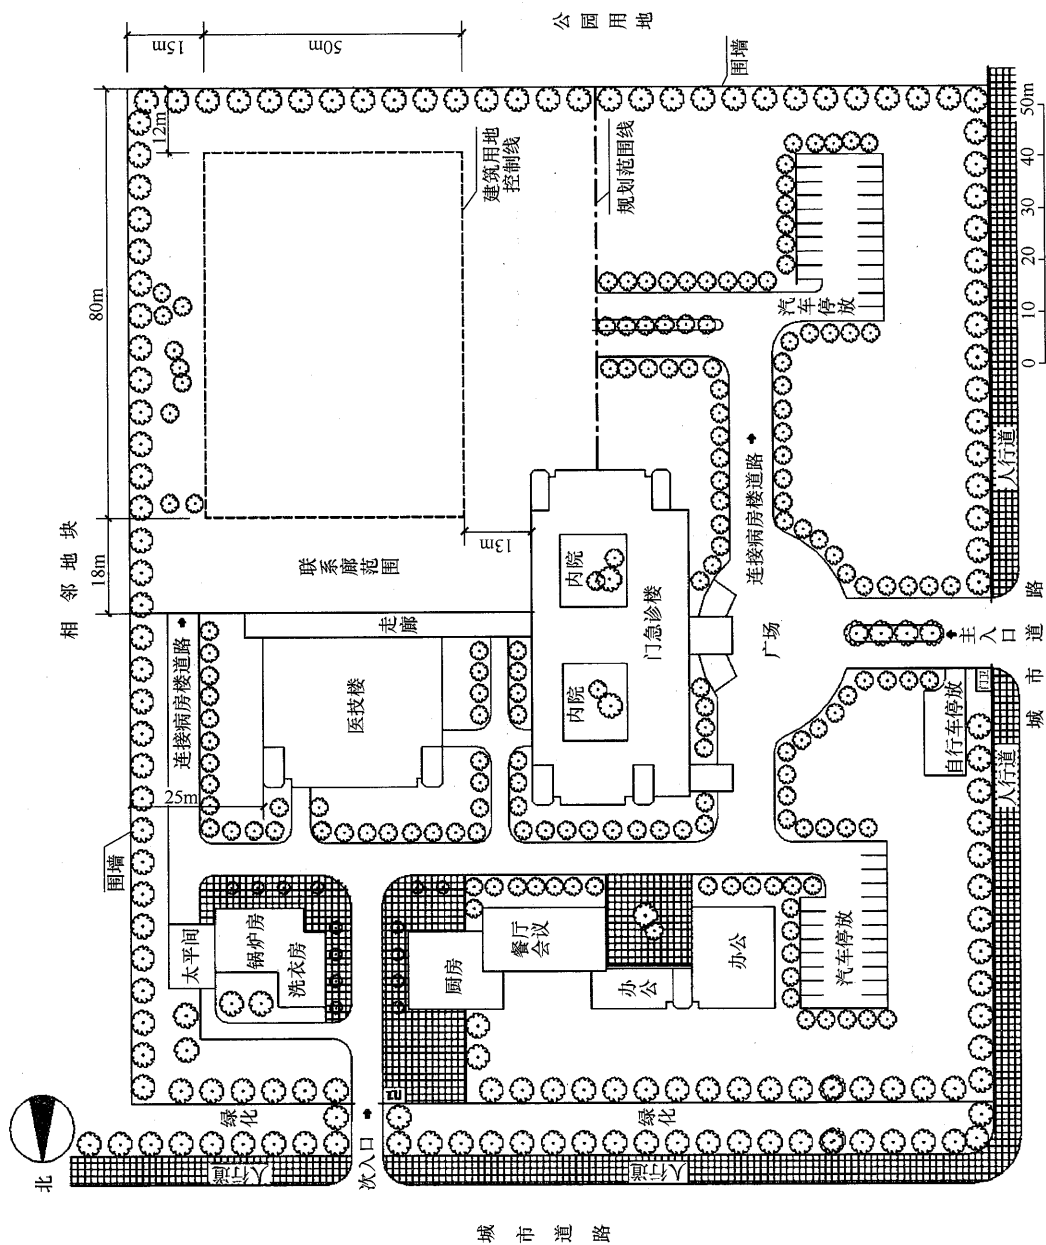 公园用地
15m
50m
围墙
12m
80m
建筑用地
控制线
规划范围线
汽车
停放
50m
40
30
20
10
0
人行道
连接病房楼道路
相邻地块
18m
13m
联系廊范围
走廊
内院
内院
门急诊楼
广场
主入口
城市道路
门卫
自行车停放
人行道
连接病房楼道路
医技楼
25m
围墙
太平间
锅炉房
洗衣房
厨房
餐厅
会议
办公
办公
汽车停放
绿化
绿化
次入口
人行道
人行道
北
城市道路